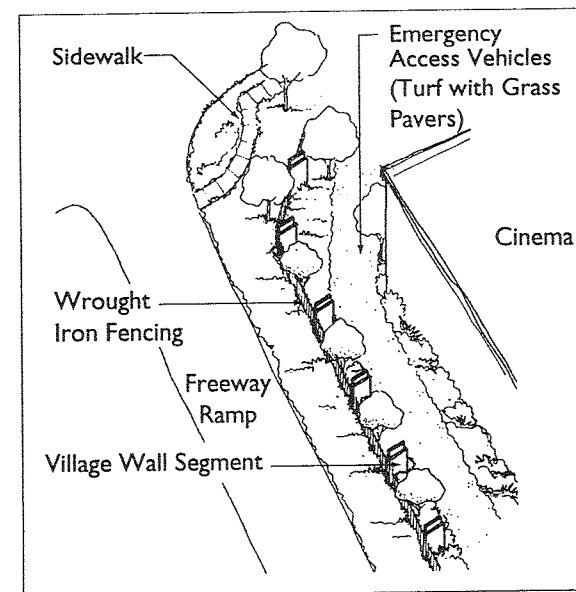 Sidewalk
Emergency
Access Vehicles
(Turf with Grass
Pavers)
Cinema
Wrought
Iron Fencing
Freeway
Ramp
Village Wall Segment